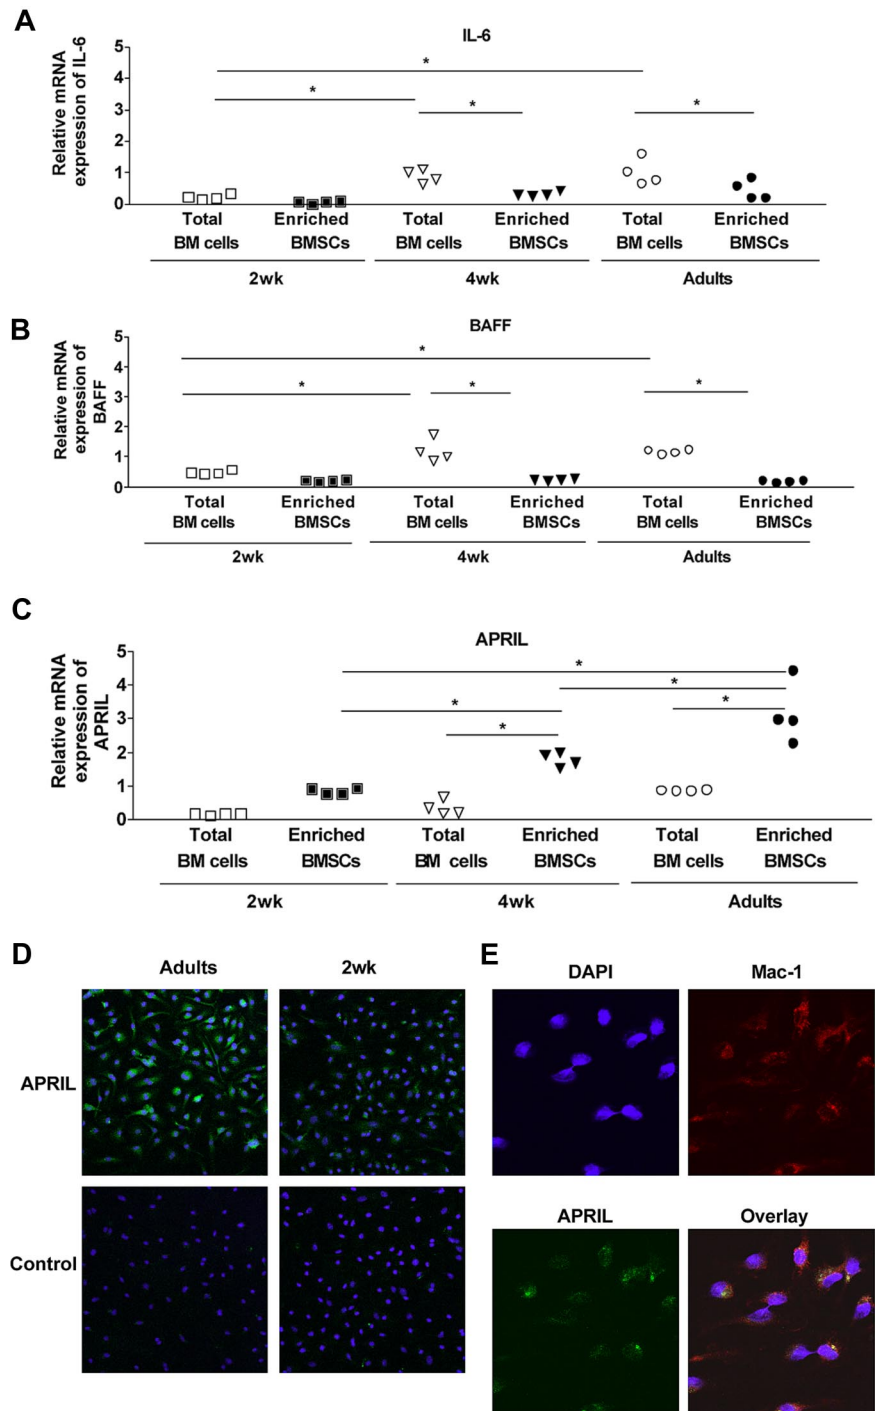 A
IL-6
Relative mRNA
expression of IL-6
5
4
3
2
1
0
*
*
*
*
Total
BM cells
Enriched
BMSCs
Total
BM cells
Enriched
BMSCs
Total
BM cells
Enriched
BMSCs
2wk
4wk
Adults
B
BAFF
Relative mRNA
expression of
BAFF
5
4
3
2
1
0
*
*
*
*
Total
BM cells
Enriched
BMSCs
Total
BM cells
Enriched
BMSCs
Total
BM cells
Enriched
BMSCs
2wk
4wk
Adults
C
APRIL
Relative mRNA
expression of
APRIL
5
4
3
2
1
0
*
*
*
*
*
Total
BM cells
Enriched
BMSCs
Total
BM cells
Enriched
BMSCs
Total
BM cells
Enriched
BMSCs
2wk
4wk
Adults
D
Adults
2wk
APRIL
Control
E
DAPI
Mac-1
APRIL
Overlay